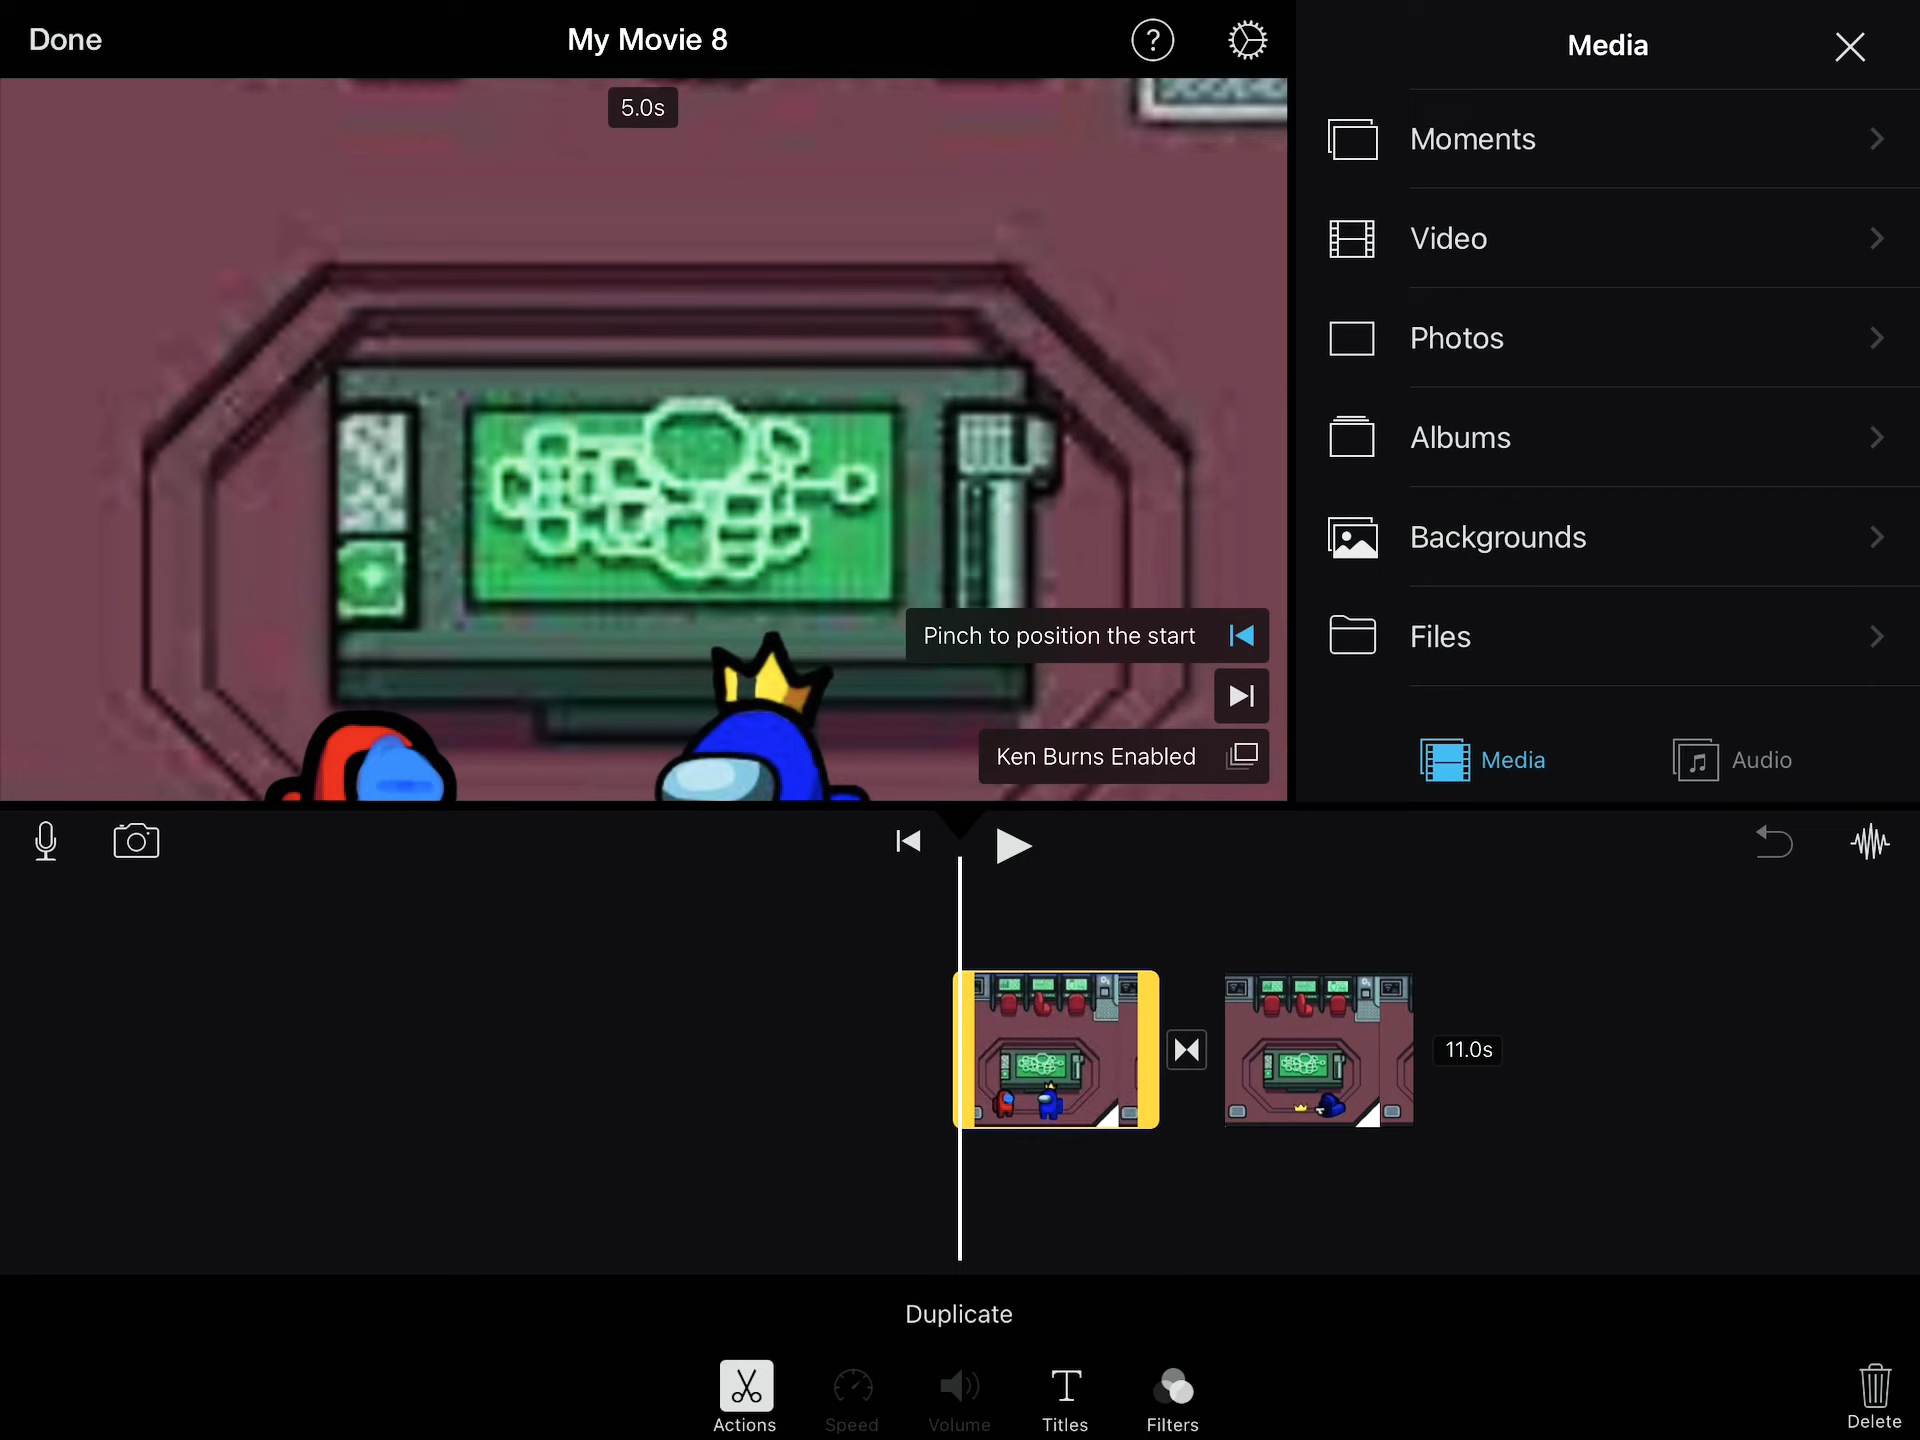 Done
My Movie 8
?
5.0s
Pinch to position the start
Ken Burns Enabled
Media
Moments
Video
Photos
Albums
Backgrounds
Files
Media
Audio
11.0s
Duplicate
Actions
Speed
Volume
Titles
Filters
Delete